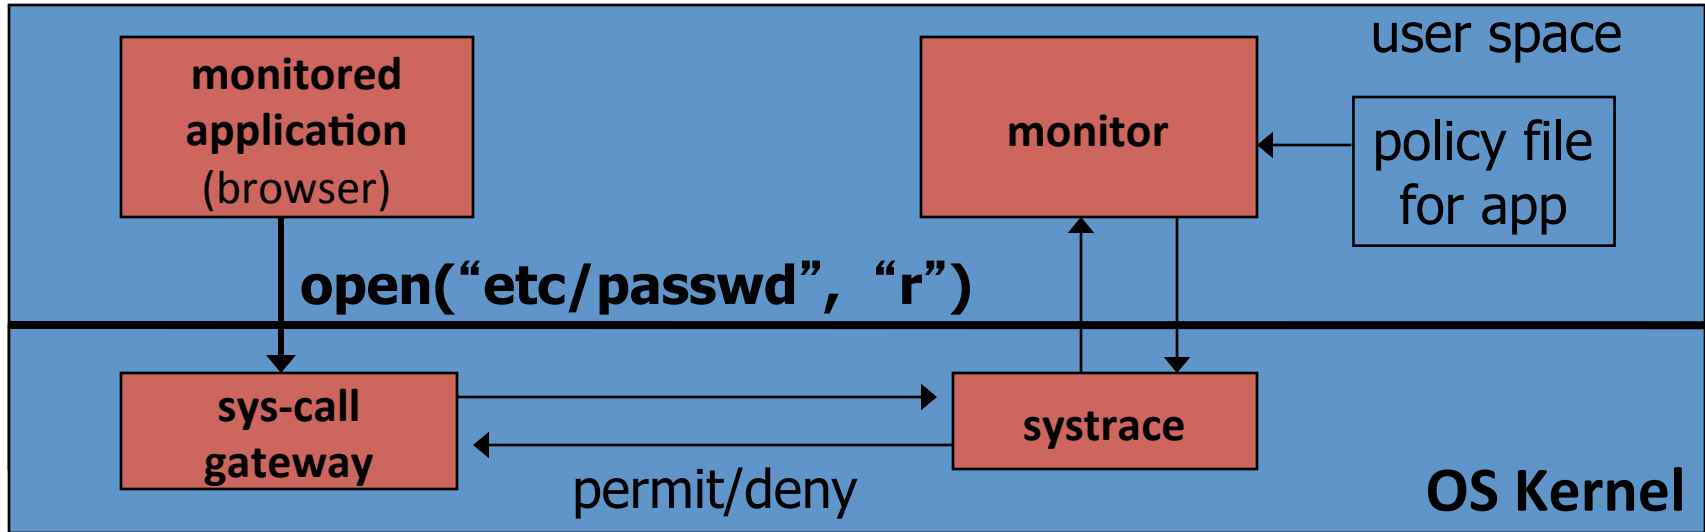 user space
monitored
application
(browser)
monitor
policy file
for app
open(“etc/passwd”, “r”)
sys-call
gateway
systrace
permit/deny
OS Kernel